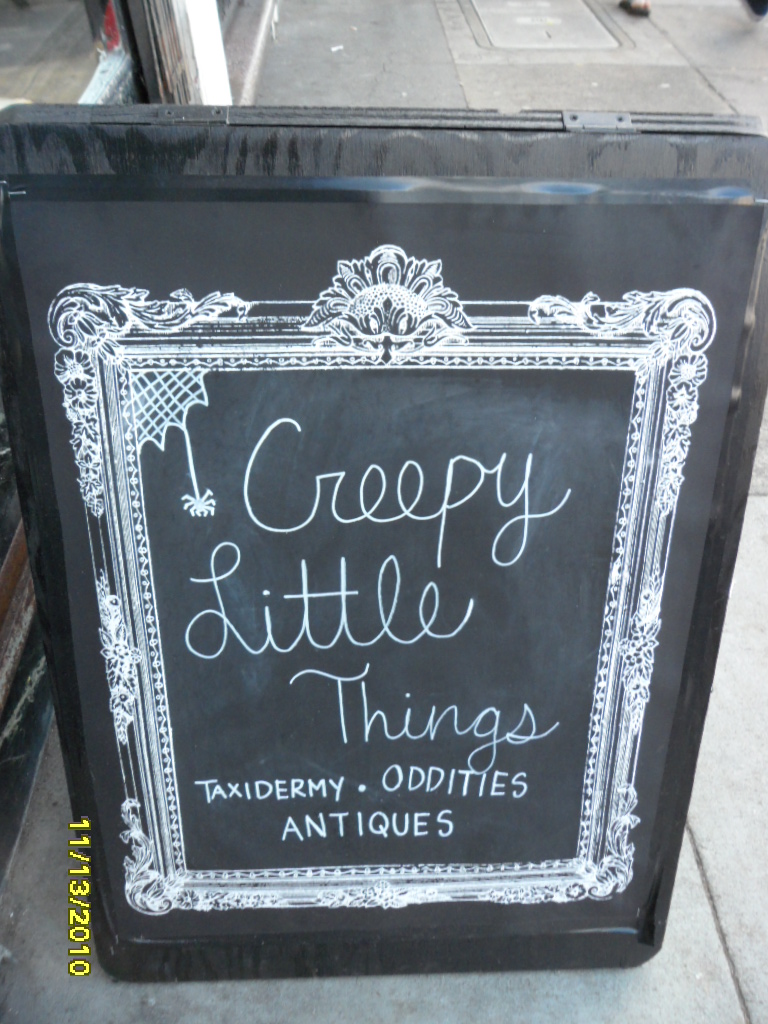 Creepy
Little
Things
TAXIDERMY • ODDITIES
ANTIQUES
11/13/2010